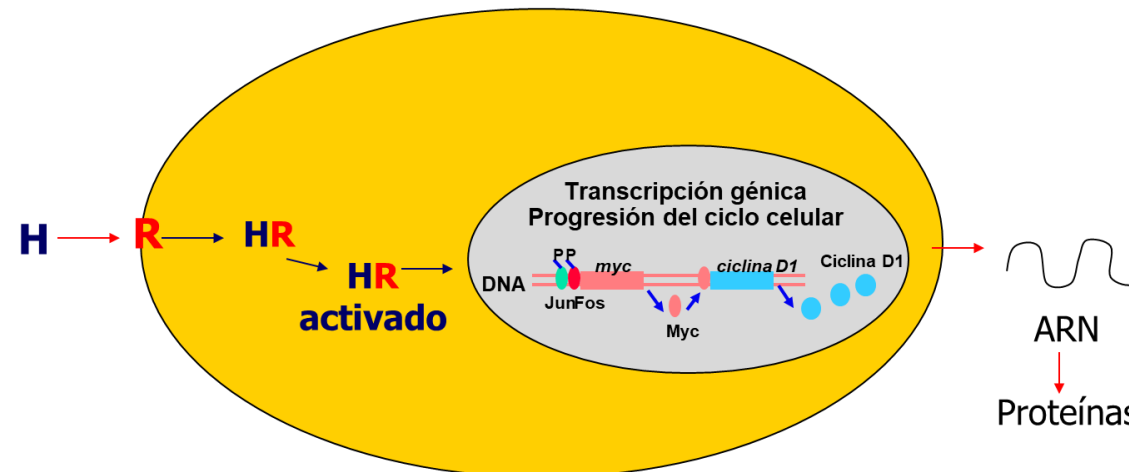 Transcripción génica
Progresión del ciclo celular
H
R
HR
HR
activado
PP
myc
ciclina D1
Ciclina D1
DNA
JunFos
Myc
ARN
Proteínas